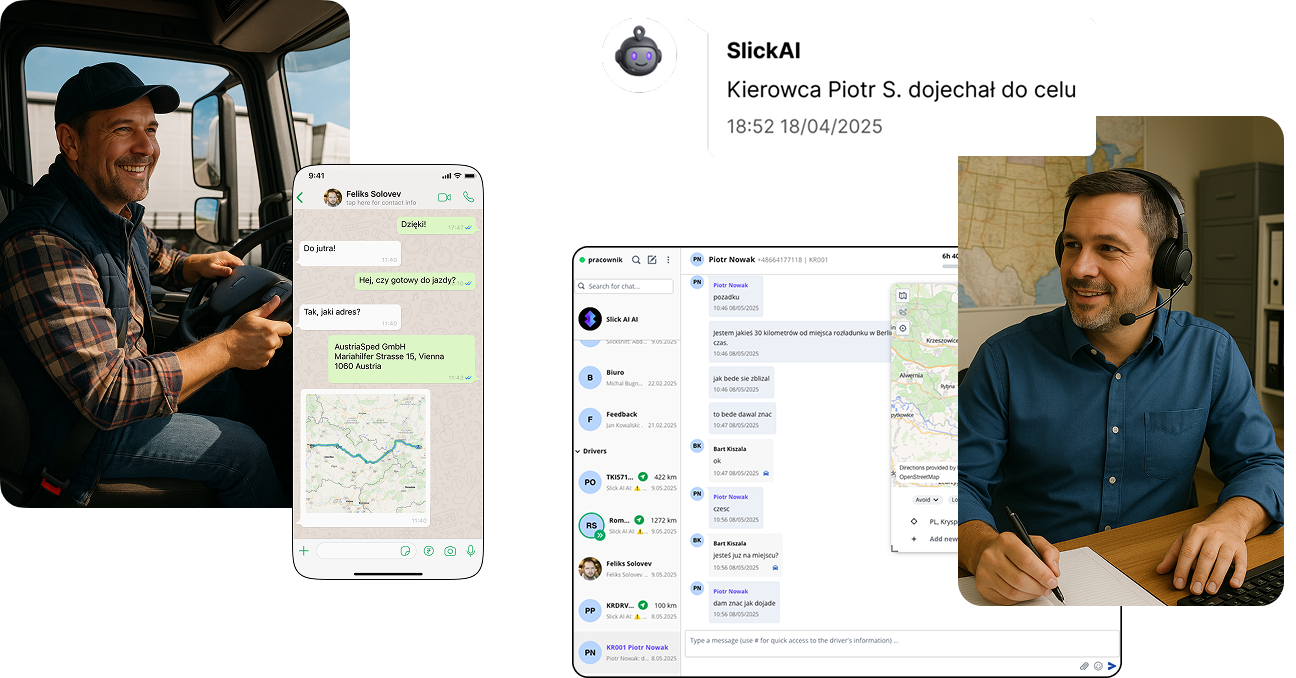 SlickAI
Kierowca Piotr S. dojechał do celu
18:52 18/04/2025
9:41
Feliks Solovev
tap here for contact info
Dzięki!
17:47
Do jutra!
11:40
Hej, czy gotowy do jazdy?
Tak, jaki adres?
11:40
AustriaSped GmbH
Mariahilfer Strasse 15, Vienna
1060 Austria
11:43
11:40
pracownik
Search for chat...
Slick AI AI
9.05.2025
B
Biuro
Michal Bugn...
22.02.2025
F
Feedback
Jan Kowalski:
21.02.2025
Drivers
PO
TKI571...
422 km
Slick AI AI:
9.05.2025
RS
Rom...
1272 km
Slick AI AI:
9.05.2025
Feliks Solovev
Feliks Solovev ...
9.05.2025
PP
KRDRV...
100 km
Slick AI AI:
8.05.2025
PN
KR001 Piotr Nowak
Piotr Nowak: d...
8.05.2025
PN
Piotr Nowak +48664177118 | KR001
6h 40
PN
Piotr Nowak
pozadku
10:46 08/05/2025
Jestem jakieś 30 kilometrów od miejsca rozładunku w Berli
czas.
10:46 08/05/2025
jak bede sie zblizal
10:46 08/05/2025
to bede dawal znac
10:47 08/05/2025
BK
Bart Kiszala
ok
10:47 08/05/2025
PN
Piotr Nowak
czesc
10:56 08/05/2025
BK
Bart Kiszala
jesteś juz na miejscu?
10:56 08/05/2025
PN
Piotr Nowak
dam znac jak dojade
10:56 08/05/2025
Type a message (use # for quick access to the driver's information) ...
Krzeszowice
Alwernia
Rybna
Directions provided by
OpenStreetMap
Avoid
Lo
PL, Krysp
Add new